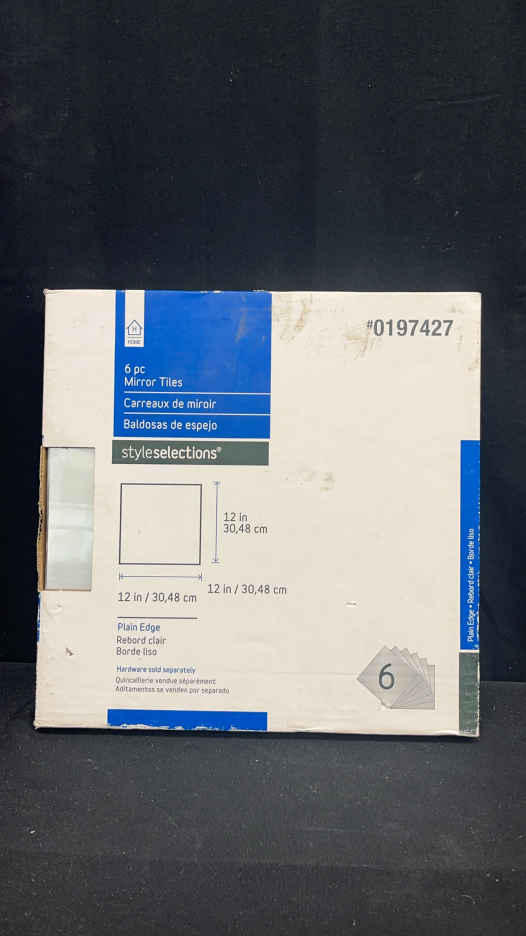 H
HOME
#0197427
6 pc
Mirror Tiles
Carreaux de miroir
Baldosas de espejo
styleselections®
12 in
30,48 cm
12 in / 30,48 cm
12 in / 30,48 cm
Plain Edge
Rebord clair
Borde liso
Hardware sold separately
Quincaillerie vendue séparément
Aditamentos se venden por separado
6
Plain Edge • Rebord clair • Borde liso